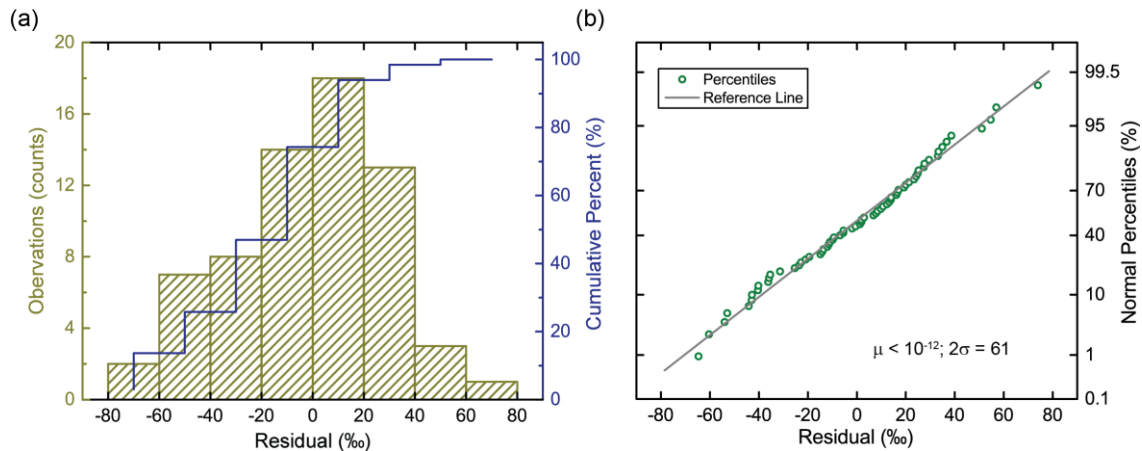 (a)
20
16
12
8
4
0
Obervations (counts)
100
80
60
40
20
0
Cumulative Percent (%)
-80 -60 -40 -20 0 20 40 60 80
Residual (‰)
(b)
Percentiles
Reference Line
μ < 10⁻¹²; 2σ = 61
99.5
95
70
40
10
1
0.1
Normal Percentiles (%)
-80 -60 -40 -20 0 20 40 60 80
Residual (‰)